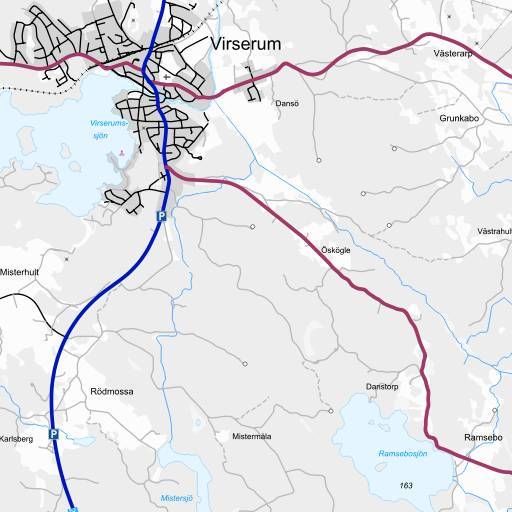 Virserum
Västerarp
Dansö
Grunkabo
Virserums-
sjön
P
Västrahult
Öskögle
Misterhult
Danstorp
Rödmossa
P
Karlsberg
Mistermåla
Ramsebo
Ramsebosjön
163
Mistersjö